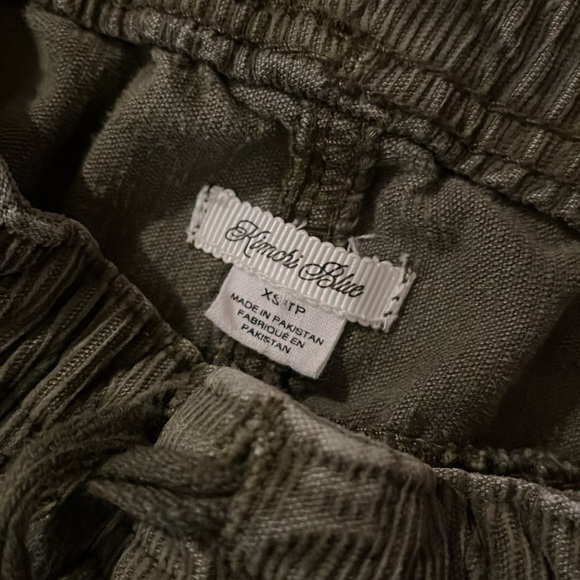 Kimchi Blue
XS/TP
MADE IN PAKISTAN
FABRIQUÉ EN
PAKISTAN